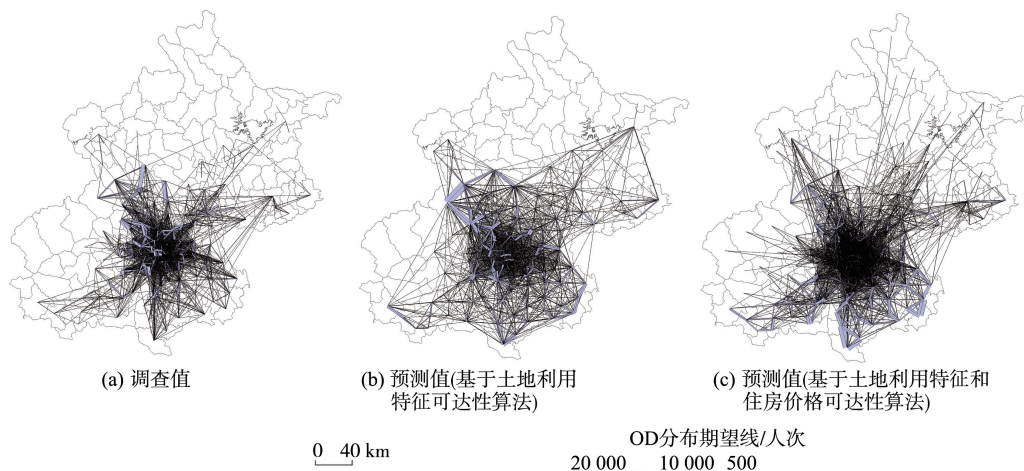 (a) 调查值
(b) 预测值(基于土地利用
特征可达性算法)
(c) 预测值(基于土地利用特征和
住房价格可达性算法)
0 40 km
OD分布期望线/人次
20 000 10 000 500